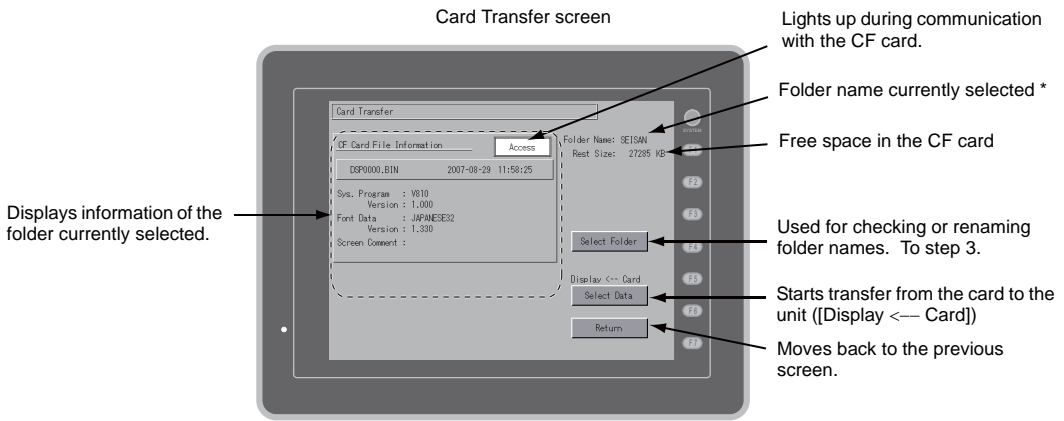 Card Transfer screen
Lights up during communication
with the CF card.
Folder name currently selected *
Free space in the CF card
Displays information of the
folder currently selected.
Used for checking or renaming
folder names. To step 3.
Starts transfer from the card to the
unit ([Display <-- Card])
Moves back to the previous
screen.
Card Transfer
CF Card File Information
Access
Folder Name: SEISAN
Rest Size: 27285 KB
DSP0000.BIN 2007-08-29 11:58:25
Sys. Program : V810
Version : 1.000
Font Data : JAPANESE32
Version : 1.330
Screen Comment :
Select Folder
Display <-- Card
Select Data
Return
SYSTEM
F1
F2
F3
F4
F5
F6
F7